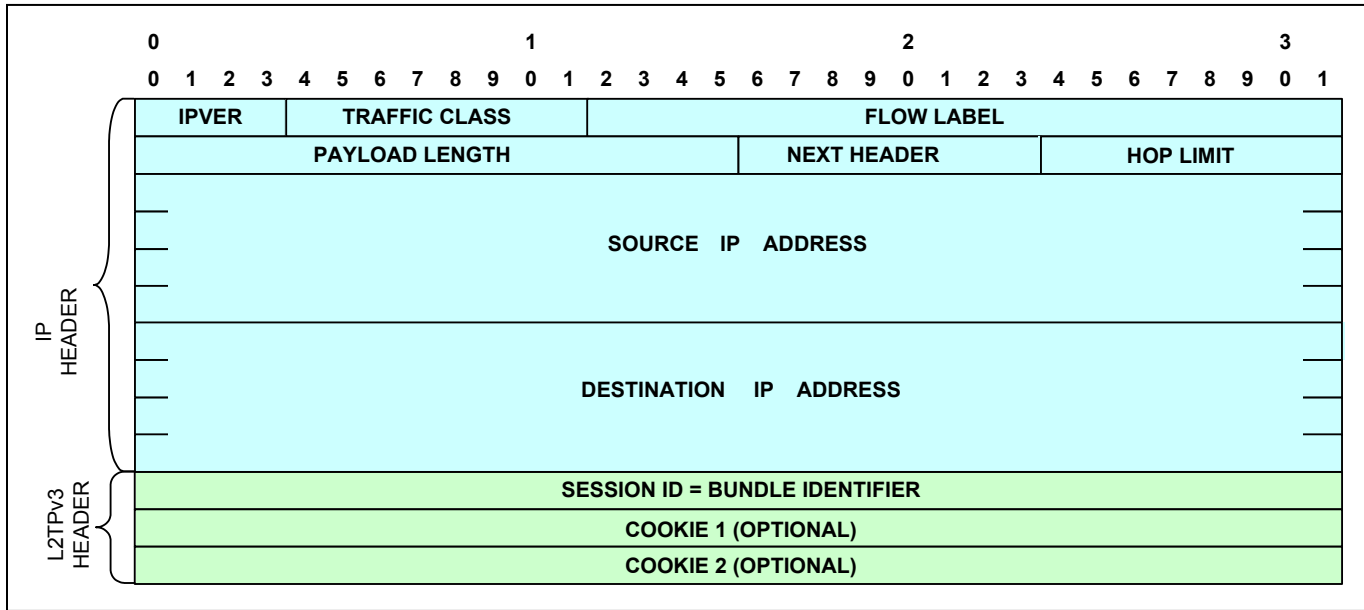 0 1 2 3
0 1 2 3 4 5 6 7 8 9 0 1 2 3 4 5 6 7 8 9 0 1 2 3 4 5 6 7 8 9 0 1
IPVER TRAFFIC CLASS FLOW LABEL
PAYLOAD LENGTH NEXT HEADER HOP LIMIT
SOURCE IP ADDRESS
IP
HEADER
DESTINATION IP ADDRESS
L2TPv3
HEADER
SESSION ID = BUNDLE IDENTIFIER
COOKIE 1 (OPTIONAL)
COOKIE 2 (OPTIONAL)